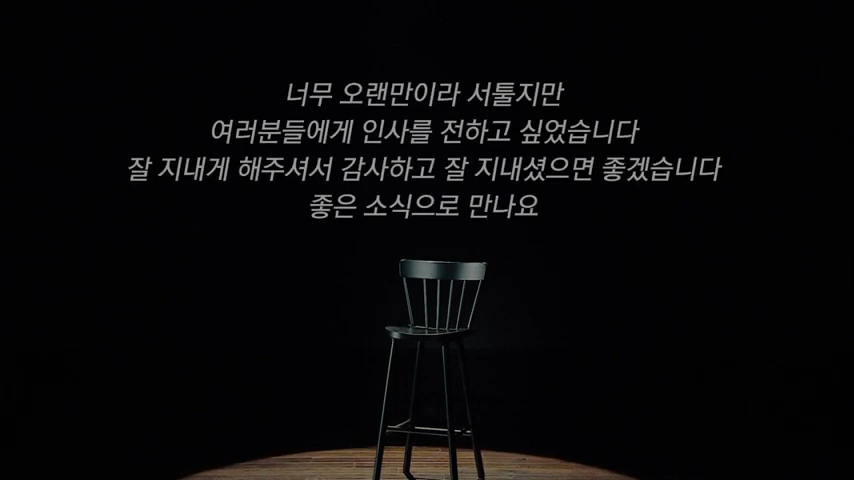 너무 오랜만이라 서툴지만
여러분들에게 인사를 전하고 싶었습니다
잘 지내게 해주셔서 감사하고 잘 지내셨으면 좋겠습니다
좋은 소식으로 만나요